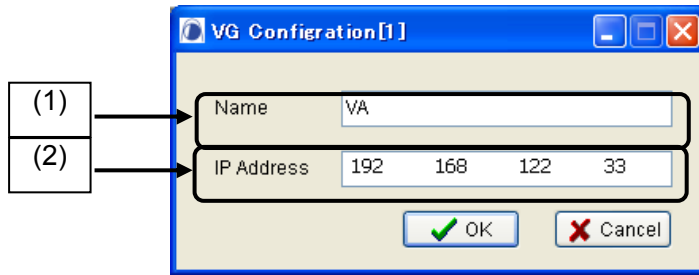 VG Configration[1]
(1)
Name VA
(2)
IP Address 192 168 122 33
OK Cancel